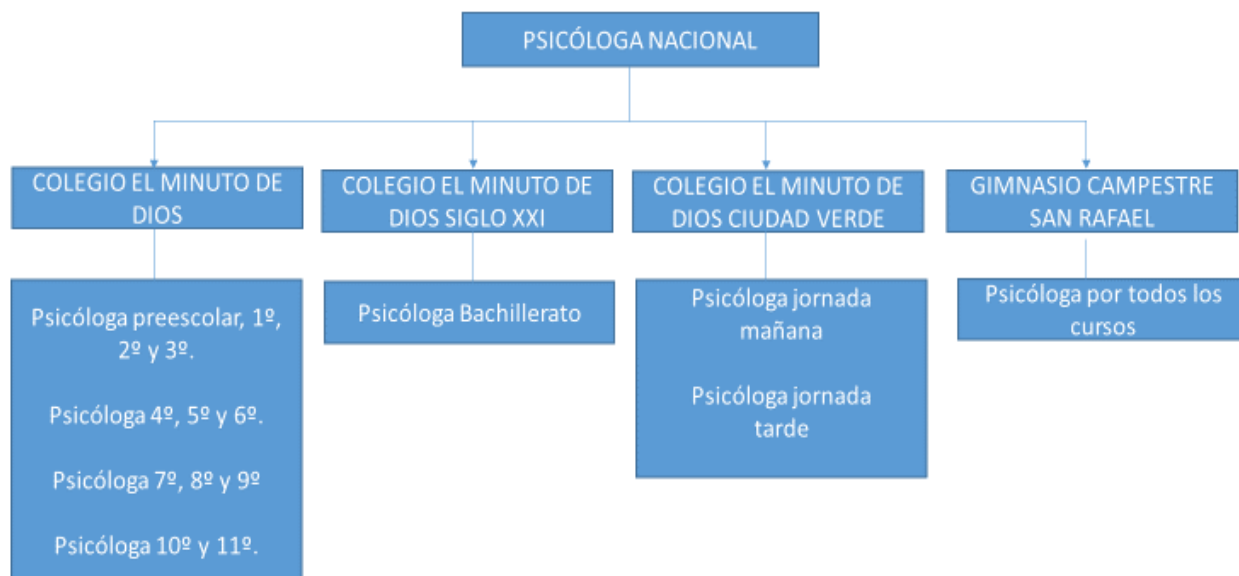 PSICÓLOGA NACIONAL
COLEGIO EL MINUTO DE
DIOS
COLEGIO EL MINUTO DE
DIOS SIGLO XXI
COLEGIO EL MINUTO DE
DIOS CIUDAD VERDE
GIMNASIO CAMPESTRE
SAN RAFAEL
Psicóloga preescolar, 1º,
2º y 3º.
Psicóloga 4º, 5º y 6º.
Psicóloga 7º, 8º y 9º
Psicóloga 10º y 11º.
Psicóloga Bachillerato
Psicóloga jornada
mañana
Psicóloga jornada
tarde
Psicóloga por todos los
cursos